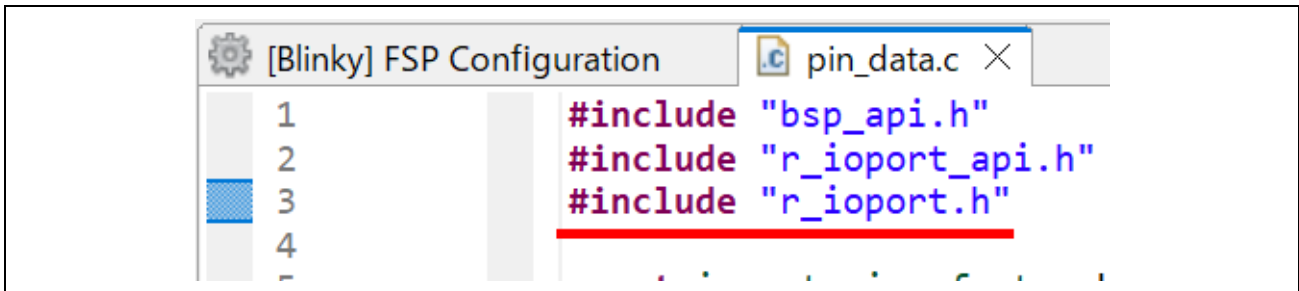 [Blinky] FSP Configuration
.c pin_data.c
1 #include "bsp_api.h"
2 #include "r_ioport_api.h"
3 #include "r_ioport.h"
4